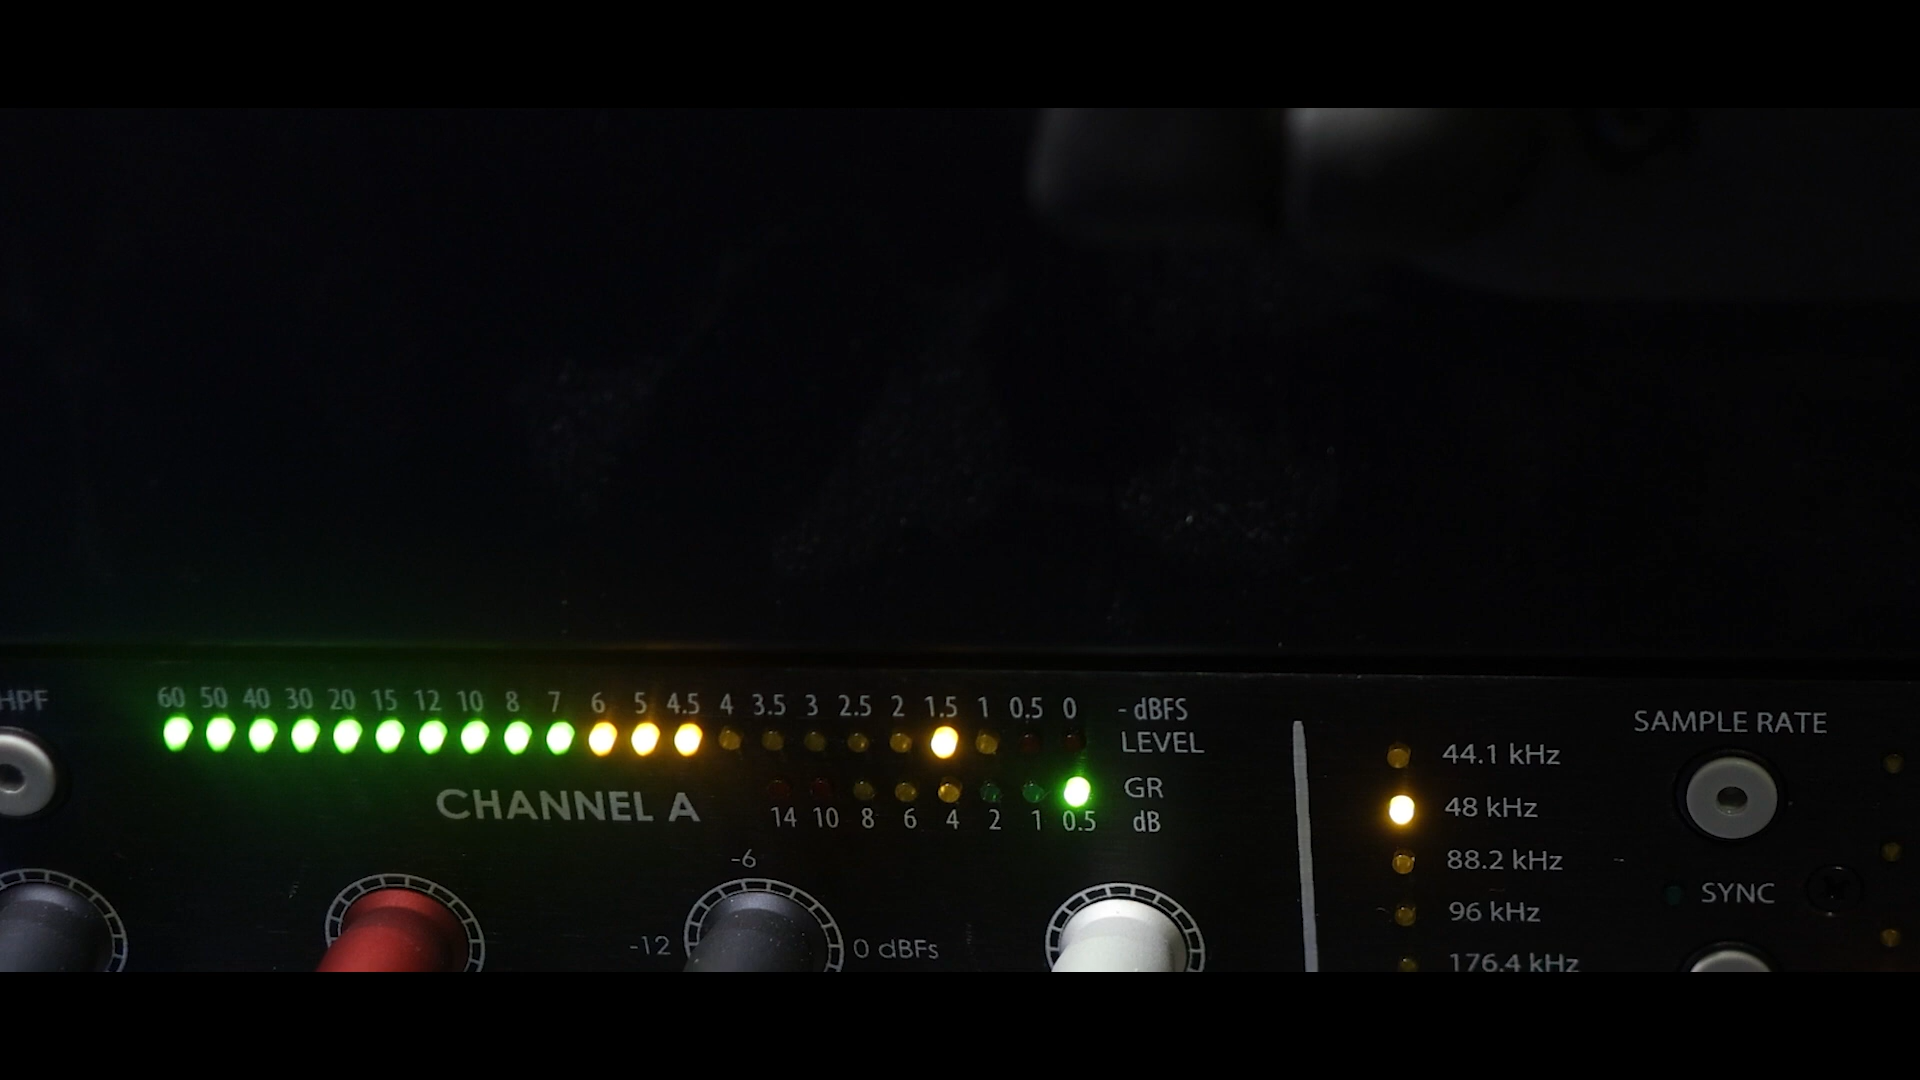 HPF
60 50 40 30 20 15 12 10 8 7 6 5 4.5 4 3.5 3 2.5 2 1.5 1 0.5 0 - dBFS
LEVEL
GR
14 10 8 6 4 2 1 0.5 dB
CHANNEL A
-6
-12
0 dBFs
44.1 kHz
48 kHz
88.2 kHz
96 kHz
176.4 kHz
SAMPLE RATE
SYNC